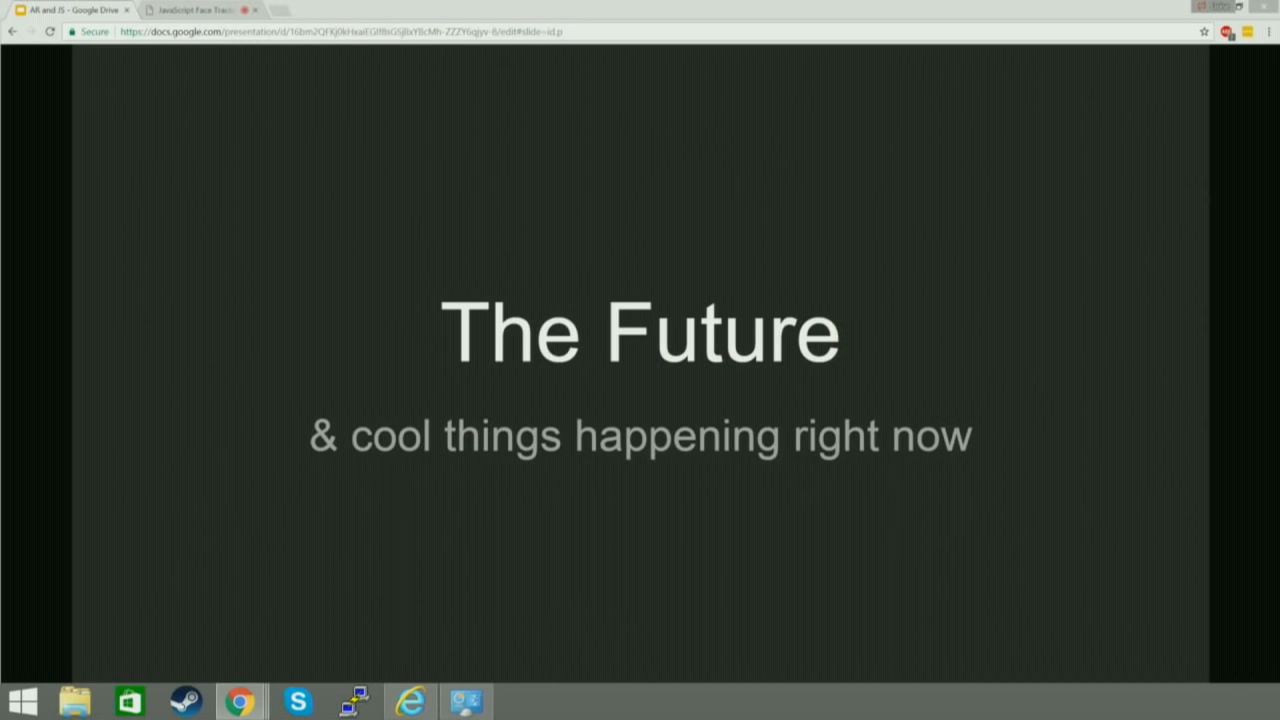 AR and JS - Google Drive
JavaScript Face Track
Secure
The Future
& cool things happening right now